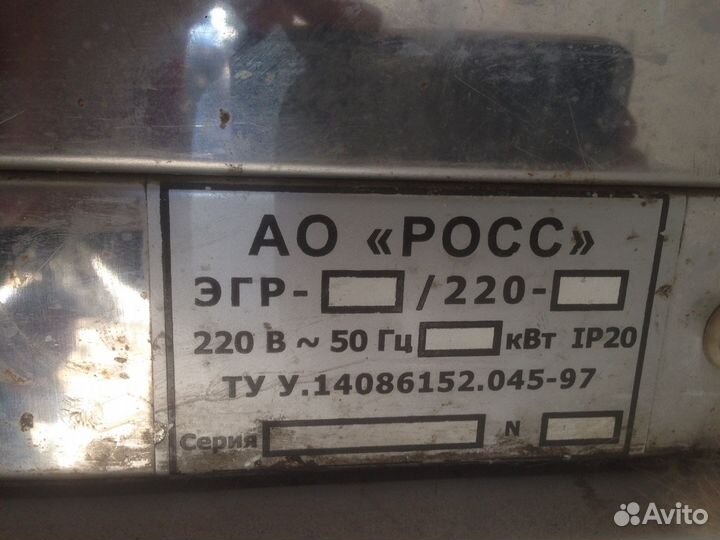 АО «РОСС»
ЭГР- /220-
220 В ~ 50 Гц кВт IP20
ТУ У.14086152.045-97
Серия N
Avito